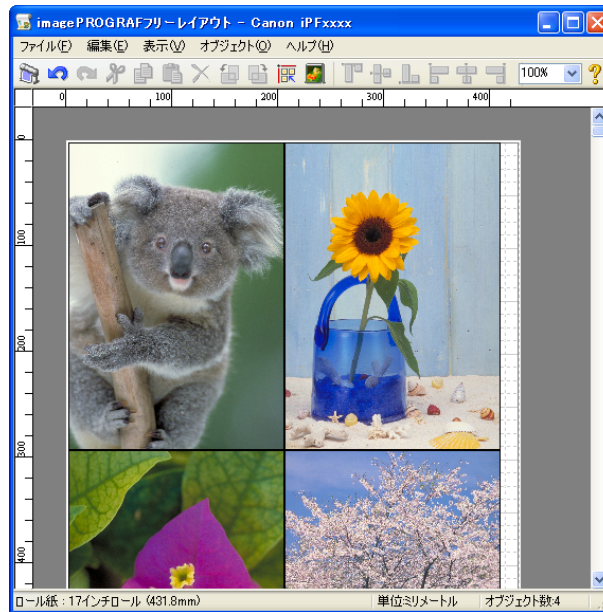 imagePROGRAFフリーレイアウト - Canon iPFxxxx
ファイル(F) 編集(E) 表示(V) オブジェクト(O) ヘルプ(H)
100%
0 100 200 300 400
0
100
200
300
400
ロール紙 : 17インチロール (431.8mm) 単位ミリメートル オブジェクト数:4